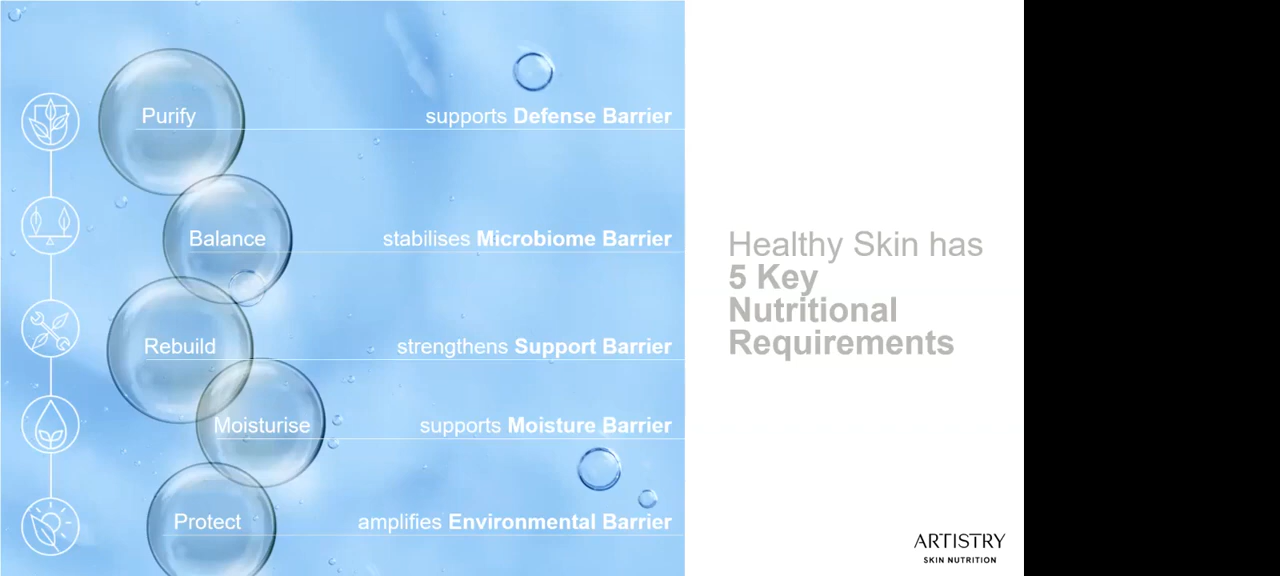 Purify supports Defense Barrier
Balance stabilises Microbiome Barrier
Rebuild strengthens Support Barrier
Moisturise supports Moisture Barrier
Protect amplifies Environmental Barrier
Healthy Skin has
5 Key
Nutritional
Requirements
ARTISTRY
SKIN NUTRITION